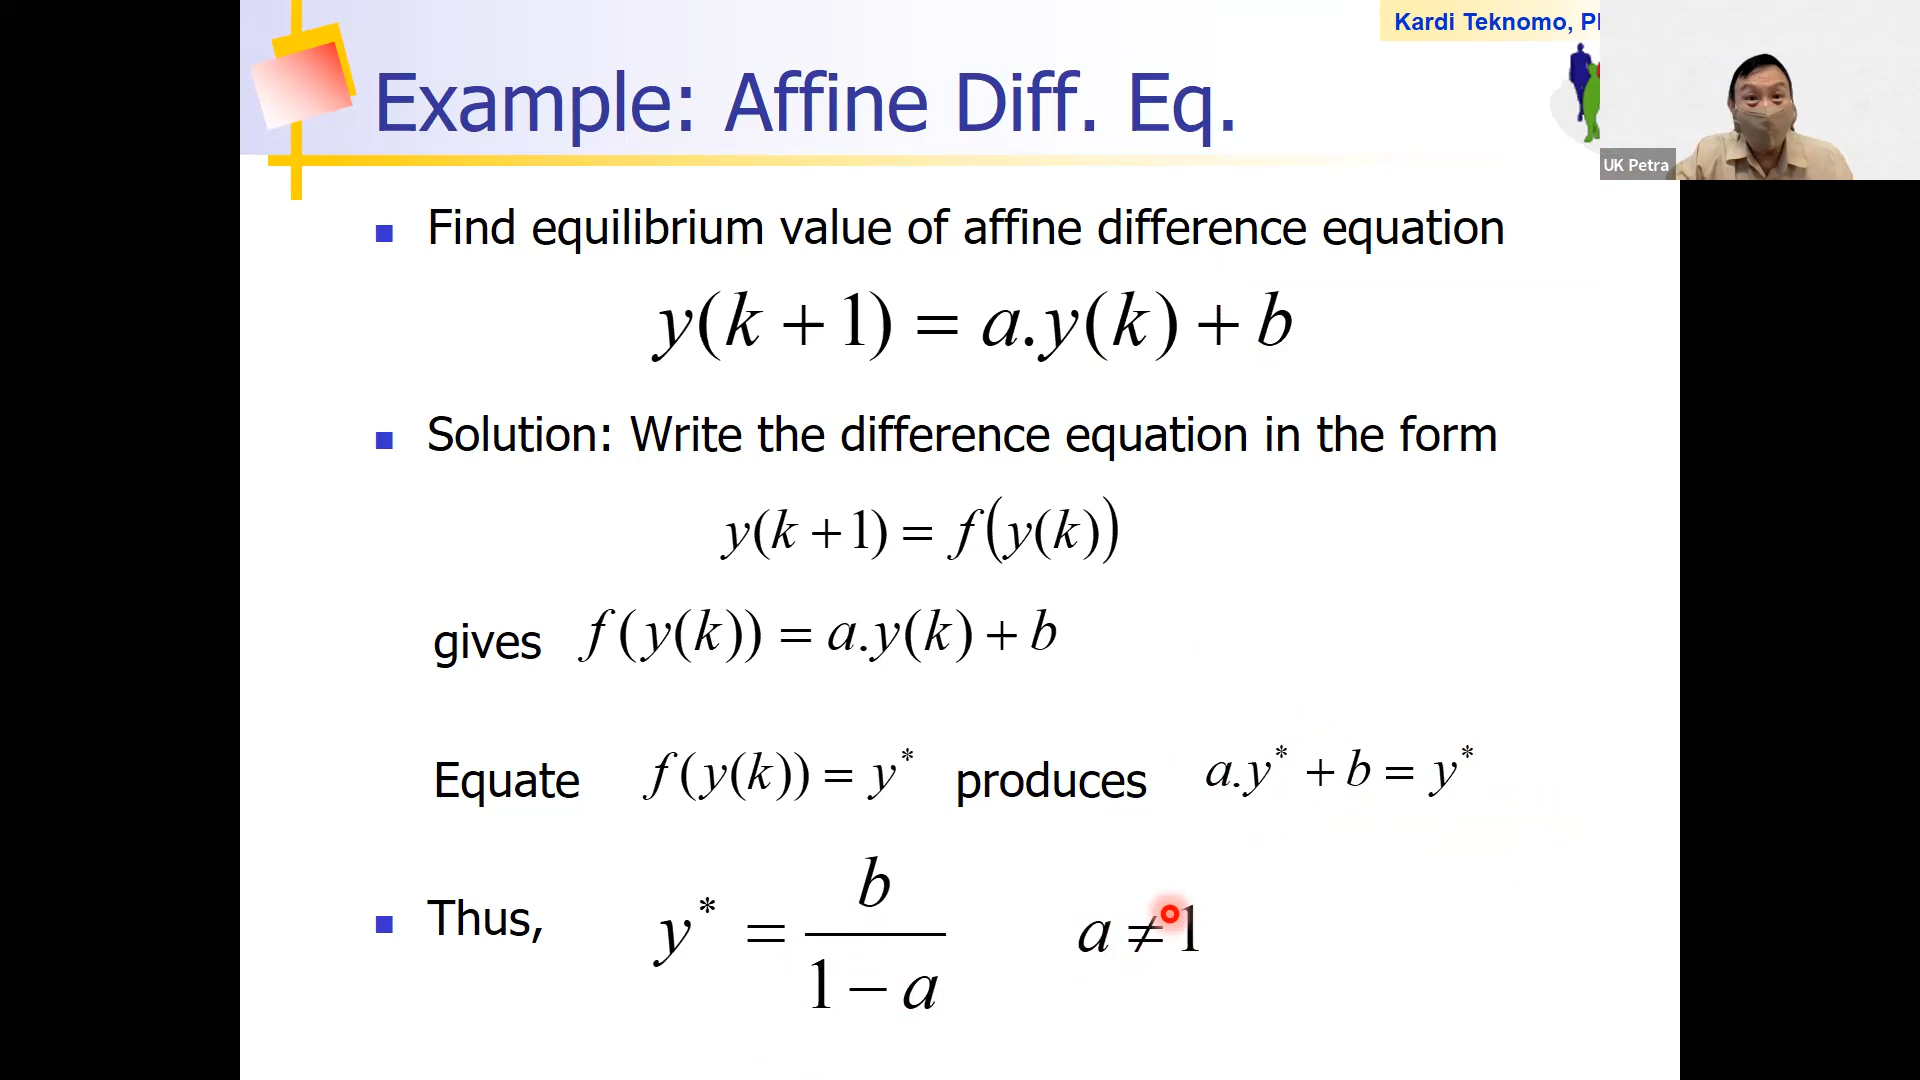 Kardi Teknomo, P
UK Petra
Example: Affine Diff. Eq.
Find equilibrium value of affine difference equation
y(k + 1) = a.y(k) + b
Solution: Write the difference equation in the form
y(k + 1) = f(y(k))
gives f(y(k)) = a.y(k) + b
Equate f(y(k)) = y* produces a.y* + b = y*
Thus, y* = b / (1 − a) a ≠ 1